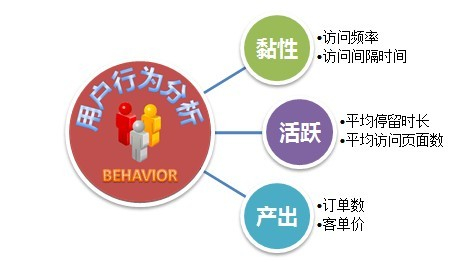 用户行为分析
BEHAVIOR
黏性
•访问频率
•访问间隔时间
活跃
•平均停留时长
•平均访问页面数
产出
•订单数
•客单价